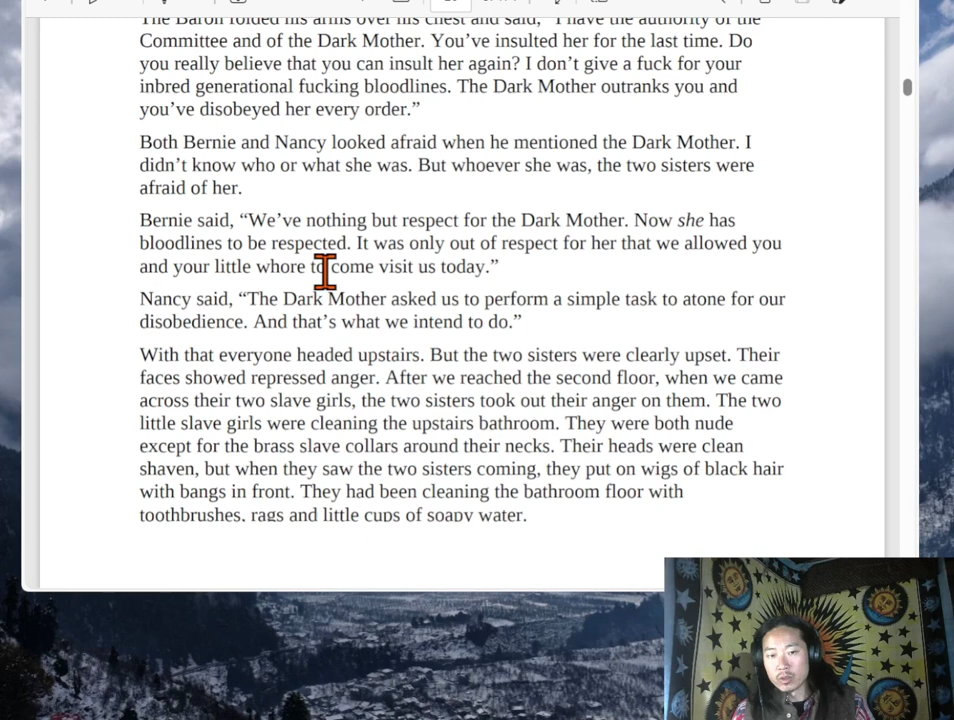 The Baron folded his arms over his chest and said, “I have the authority of the
Committee and of the Dark Mother. You’ve insulted her for the last time. Do
you really believe that you can insult her again? I don’t give a fuck for your
inbred generational fucking bloodlines. The Dark Mother outranks you and
you’ve disobeyed her every order.”
Both Bernie and Nancy looked afraid when he mentioned the Dark Mother. I
didn’t know who or what she was. But whoever she was, the two sisters were
afraid of her.
Bernie said, “We’ve nothing but respect for the Dark Mother. Now she has
bloodlines to be respected. It was only out of respect for her that we allowed you
and your little whore to come visit us today.”
Nancy said, “The Dark Mother asked us to perform a simple task to atone for our
disobedience. And that’s what we intend to do.”
With that everyone headed upstairs. But the two sisters were clearly upset. Their
faces showed repressed anger. After we reached the second floor, when we came
across their two slave girls, the two sisters took out their anger on them. The two
little slave girls were cleaning the upstairs bathroom. They were both nude
except for the brass slave collars around their necks. Their heads were clean
shaven, but when they saw the two sisters coming, they put on wigs of black hair
with bangs in front. They had been cleaning the bathroom floor with
toothbrushes, rags and little cups of soapy water.